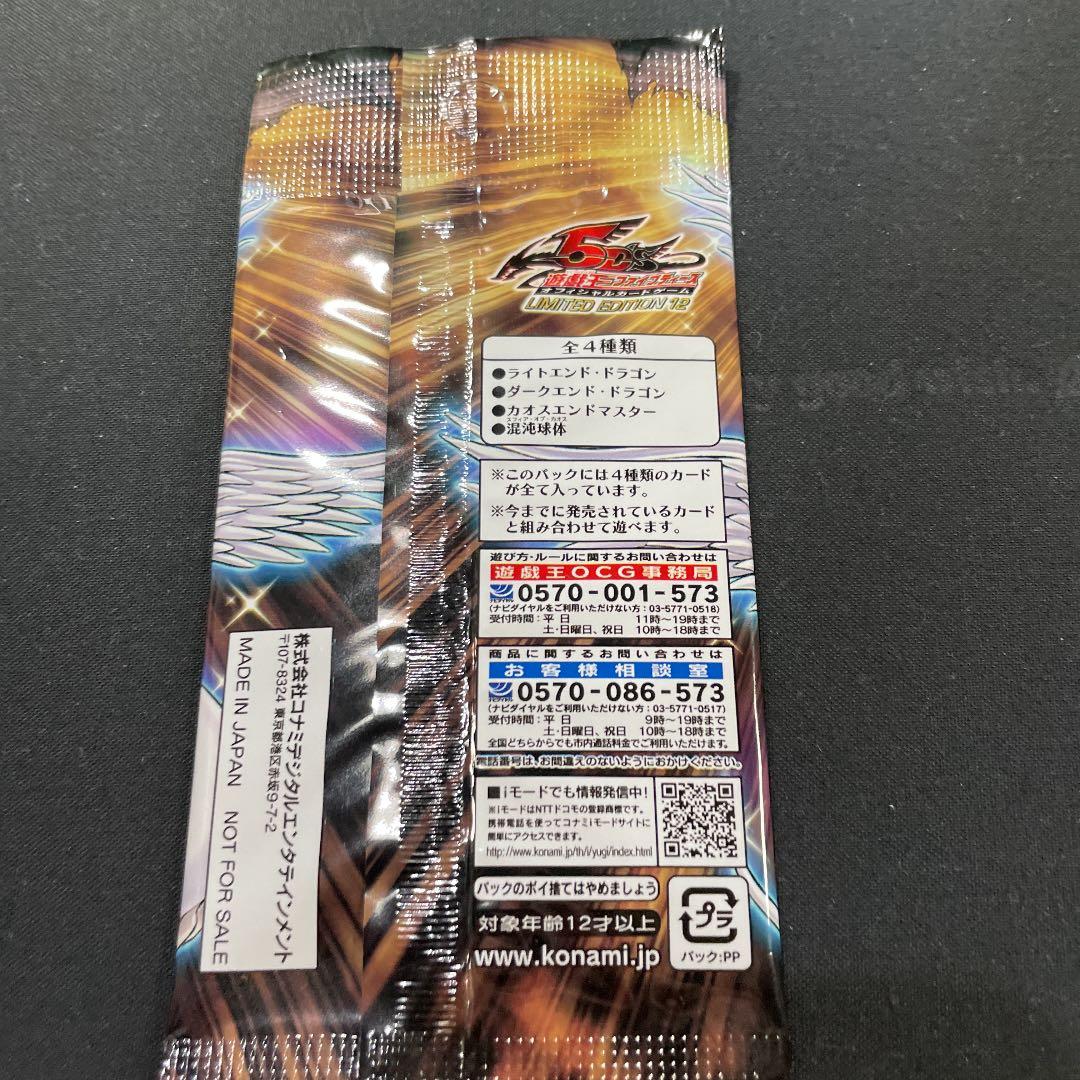 5D's
遊戯王ファイブディーズ
オフィシャルカードゲーム
LIMITED EDITION 12
全4種類
●ライトエンド・ドラゴン
●ダークエンド・ドラゴン
●カオスエンドマスター
スフィア・オブ・カオス
●混沌球体
※このパックには4種類のカード
が全て入っています。
※今までに発売されているカード
と組み合わせて遊べます。
遊び方・ルールに関するお問い合わせは
遊戯王OCG事務局
0570-001-573
(ナビダイヤルをご利用いただけない方:03-5771-0518)
受付時間:平日 11時〜19時まで
土・日曜日、祝日 10時〜18時まで
商品に関するお問い合わせは
お客様相談室
0570-086-573
(ナビダイヤルをご利用いただけない方:03-5771-0517)
受付時間:平日 9時〜19時まで
土・日曜日、祝日 10時〜18時まで
全国どちらからでも市内通話料金でご利用いただけます。
電話番号は、お間違えのないようにおかけください。
■iモードでも情報発信中!
※iモードはNTTドコモの登録商標です。
携帯電話を使ってコナミiモードサイトに
簡単にアクセスできます。
http://www.konami.jp/th/i/yugi/index.html
パックのポイ捨てはやめましょう
対象年齢12才以上
www.konami.jp
プラ
パック:PP
株式会社コナミデジタルエンタテインメント
〒107-8324 東京都港区赤坂9-7-2
MADE IN JAPAN NOT FOR SALE